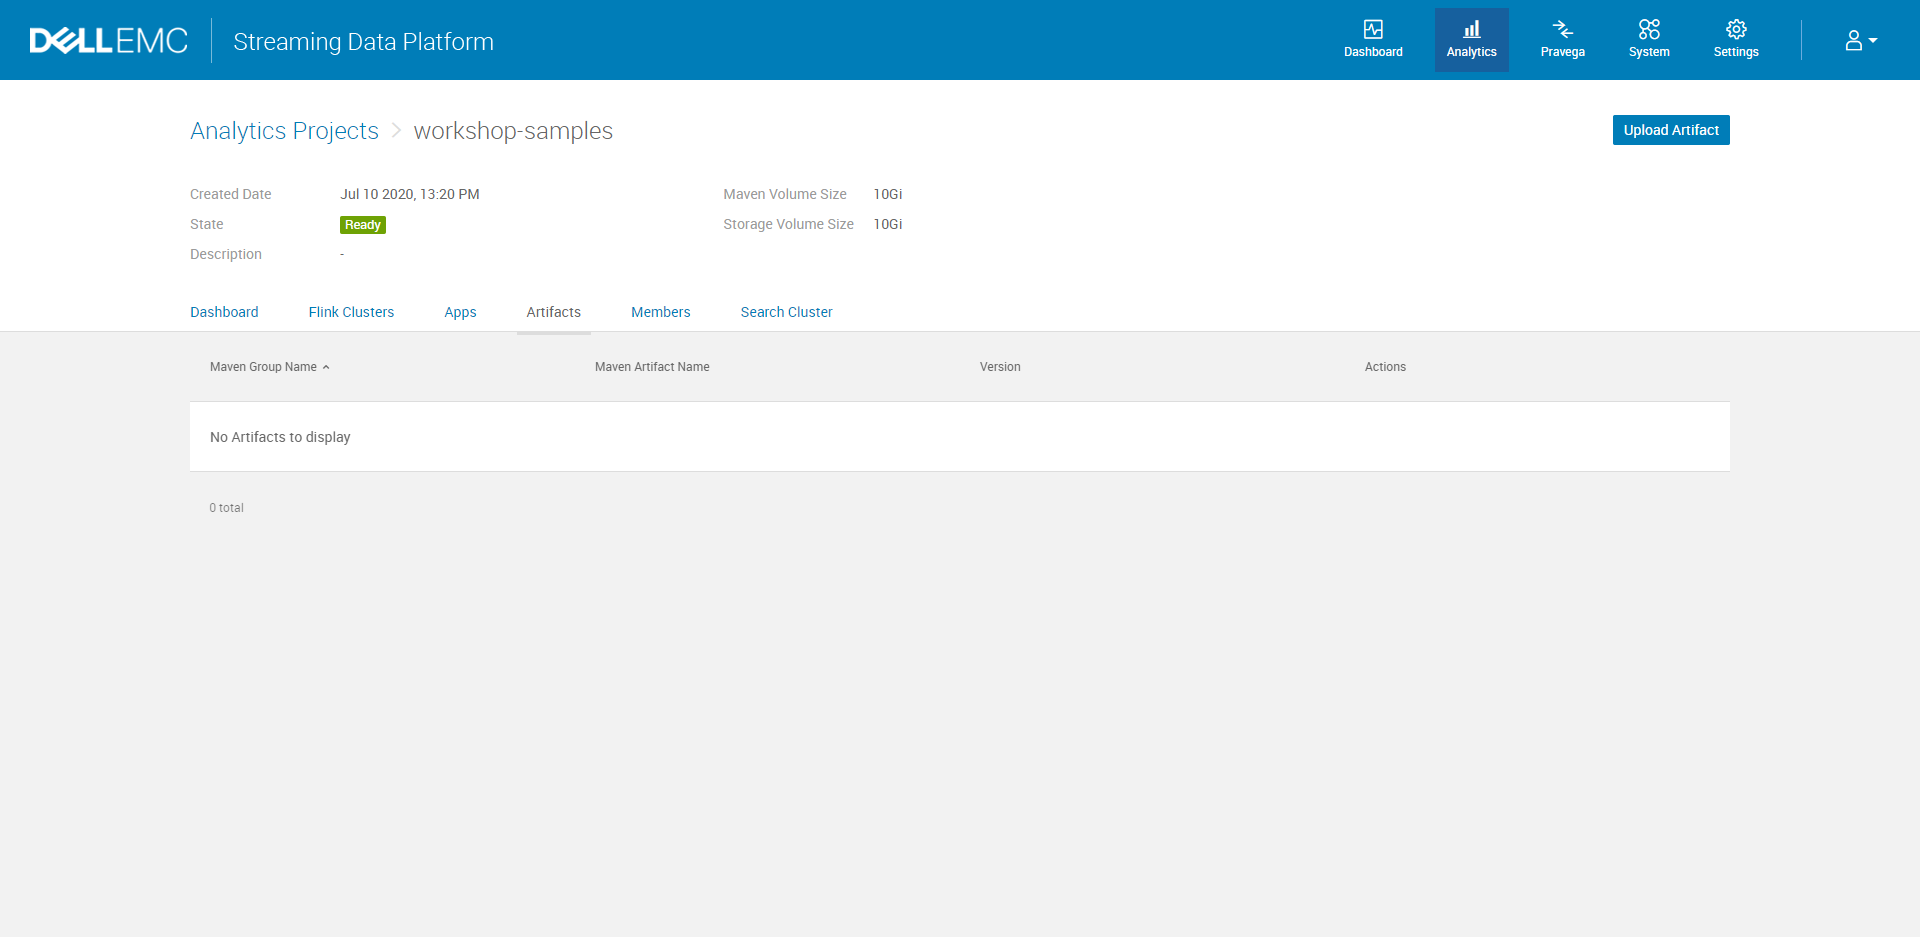 DELLEMC Streaming Data Platform
Dashboard Analytics Pravega System Settings
Analytics Projects workshop-samples Upload Artifact
Created Date Jul 10 2020, 13:20 PM Maven Volume Size 10Gi
State Ready Storage Volume Size 10Gi
Description -
Dashboard Flink Clusters Apps Artifacts Members Search Cluster
Maven Group Name Maven Artifact Name Version Actions
No Artifacts to display
0 total